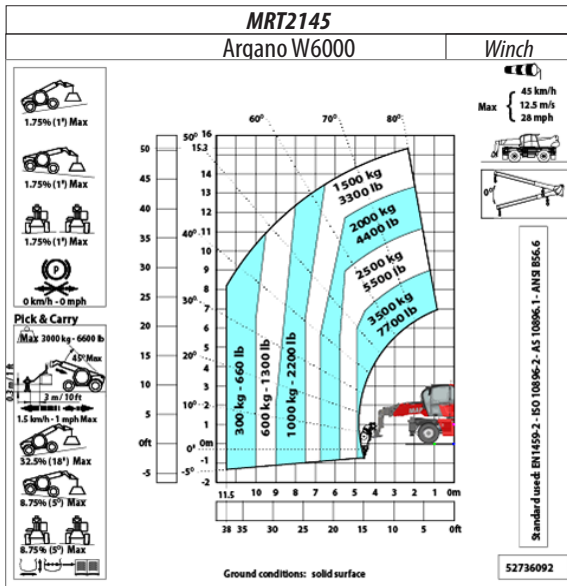 MRT2145
Argano W6000
Winch
1.75% (1°) Max
1.75% (1°) Max
1.75% (1°) Max
P
0 km/h - 0 mph
Pick & Carry
Max 3000 kg - 6600 lb
45° Max
0.3 m / 1 ft
3 m / 10 ft
1.5 km/h - 1 mph Max
32.5% (18°) Max
8.75% (5°) Max
8.75% (5°) Max
50
45
40
35
30
25
20
15
10
5
0ft
-5
16
15.3
14
13
12
11
10
9
8
7
6
5
4
3
2
1
0m
-1
-2
80°
70°
60°
50°
40°
30°
20°
10°
0°
-5°
1500 kg
3300 lb
2000 kg
4400 lb
2500 kg
5500 lb
3500 kg
7700 lb
300 kg - 660 lb
600 kg - 1300 lb
1000 kg - 2200 lb
11.5 10 9 8 7 6 5 4 3 2 1 0m
28 35 30 25 20 15 10 5 0ft
Ground conditions: solid surface
Max
45 km/h
12.5 m/s
28 mph
0°
Standard used: EN1459-2 - ISO 10896-2 - AS 10896.1 - ANSI B56.6
52736092